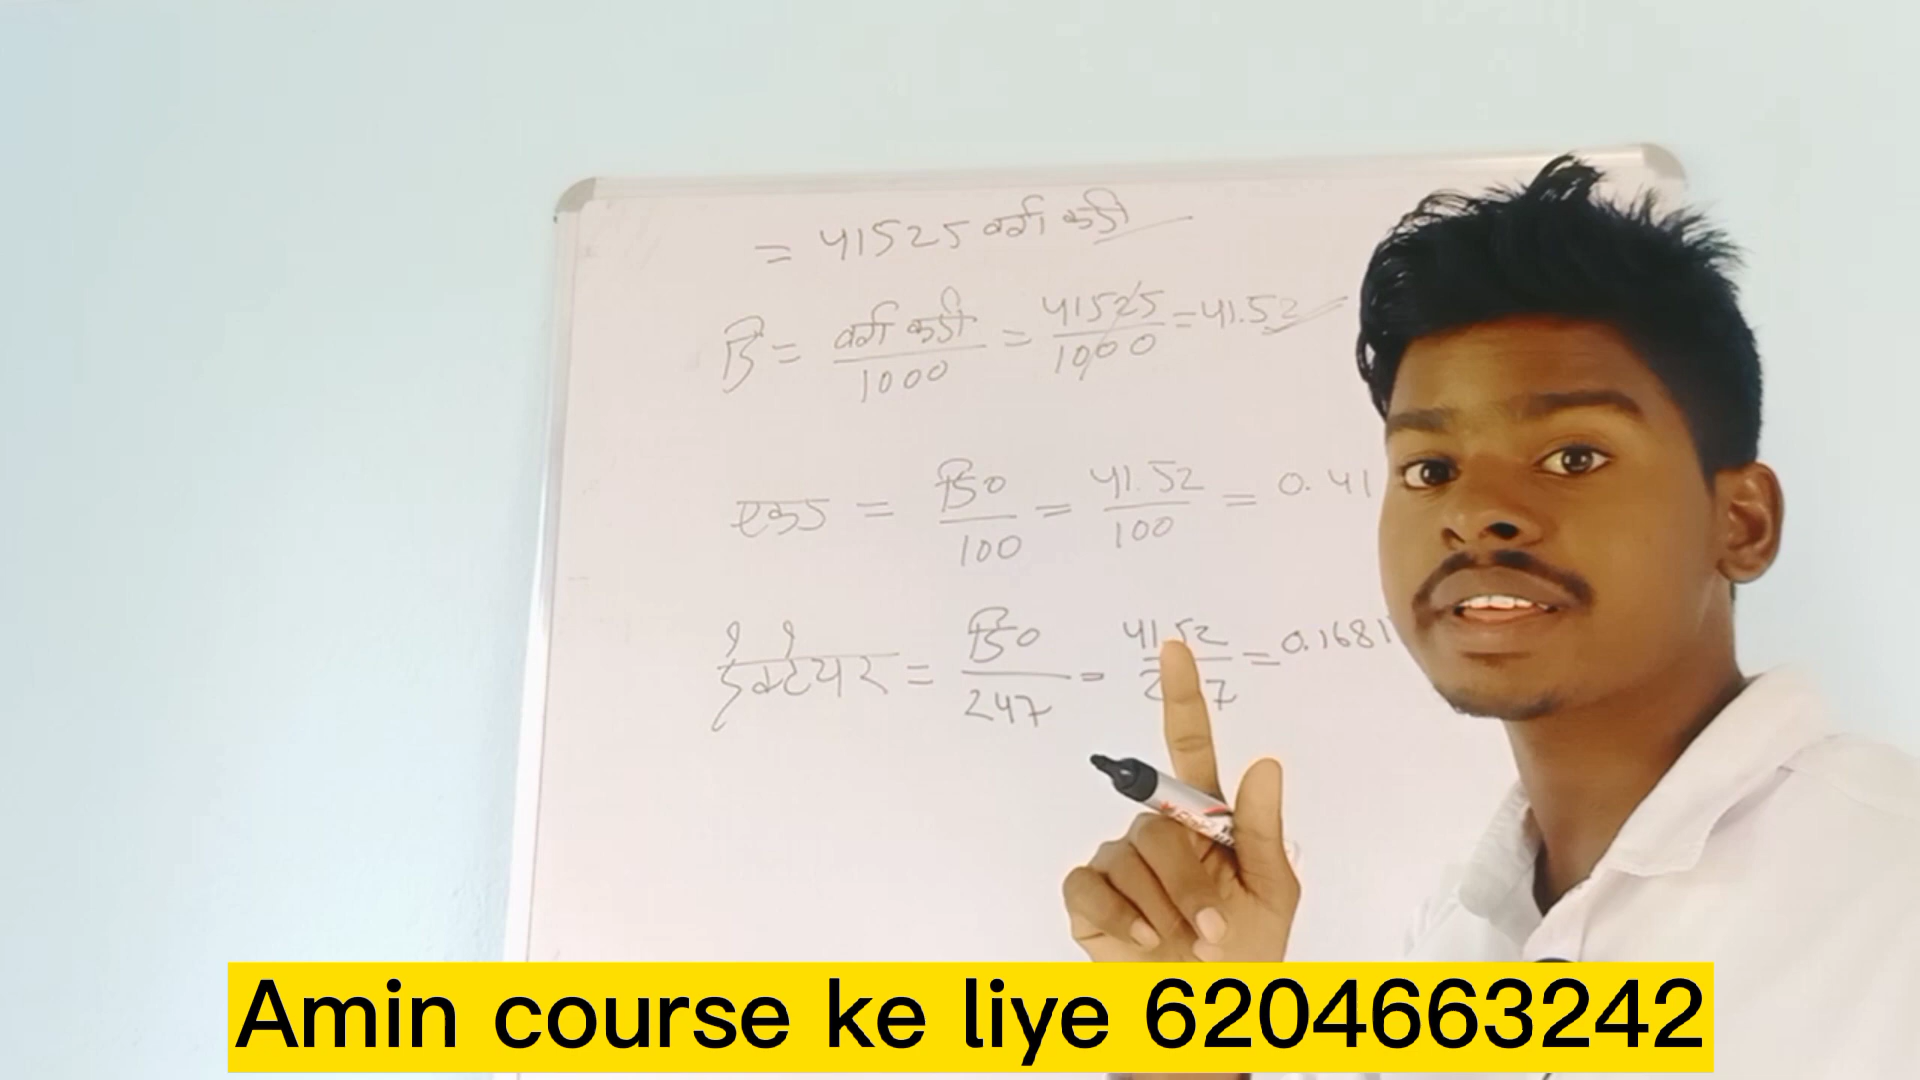 = 41525 वर्ग कड़ी
डि = वर्ग कड़ी / 1000 = 41525 / 1000 = 41.52
एकड = डि० / 100 = 41.52 / 100 = 0.41
हेक्टेयर = डि० / 247 = 41.52 / 247 = 0.1681
Amin course ke liye 6204663242